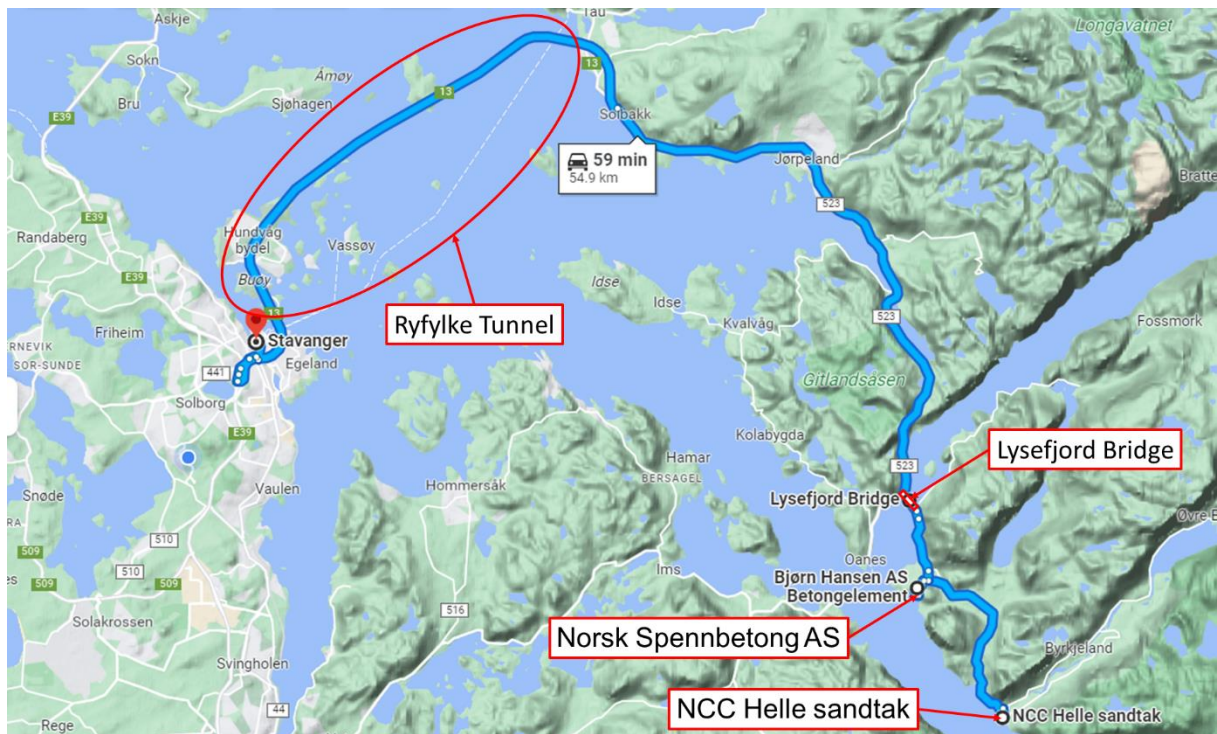 Askje
Tau
Longavatnet
Sokn
Åmøy
13
Bru
Sjøhagen
13
Solbakk
E39
59 min
54.9 km
Jørpeland
Bratte
E39
Randaberg
Hundvåg
bydel
Vassøy
523
Buøy
Idse
Idse
Fossmork
13
Ryfylke Tunnel
Kvalvåg
523
Friheim
Stavanger
ERNEVIK
SOR-SUNDE
Egeland
441
Gitlandsåsen
Solborg
E39
Kolabygda
Lysefjord Bridge
Hamar
BERSAGEL
523
Snøde
Vaulen
Hommersåk
Lysefjord Bridge
RA
509
510
Øvre E
Oanes
509
509
510
Ims
Bjørn Hansen AS
Betongelement
Solakrossen
516
Norsk Spennbetong AS
Byrkjeland
Svingholen
44
NCC Helle sandtak
NCC Helle sandtak
Rege